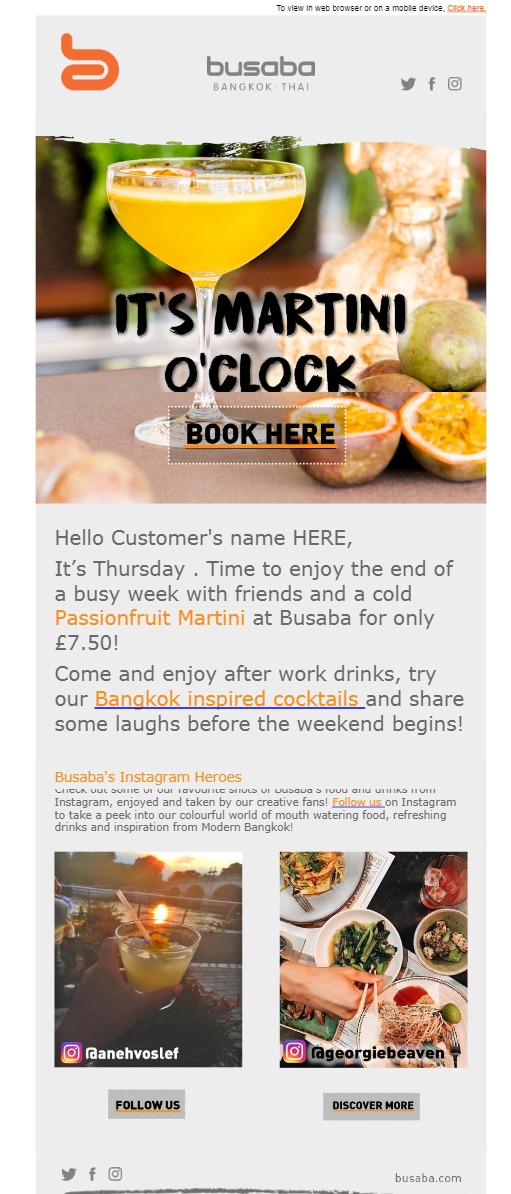 To view in web browser or on a mobile device, Click here.
busaba
BANGKOK · THAI
IT'S MARTINI
O'CLOCK
BOOK HERE
Hello Customer's name HERE,
It’s Thursday . Time to enjoy the end of
a busy week with friends and a cold
Passionfruit Martini at Busaba for only
£7.50!
Come and enjoy after work drinks, try
our Bangkok inspired cocktails and share
some laughs before the weekend begins!
Busaba's Instagram Heroes
Check out some of our favourite shots of Busaba's food and drinks from
Instagram, enjoyed and taken by our creative fans! Follow us on Instagram
to take a peek into our colourful world of mouth watering food, refreshing
drinks and inspiration from Modern Bangkok!
@anehvoslef
@georgiebeaven
FOLLOW US
DISCOVER MORE
busaba.com